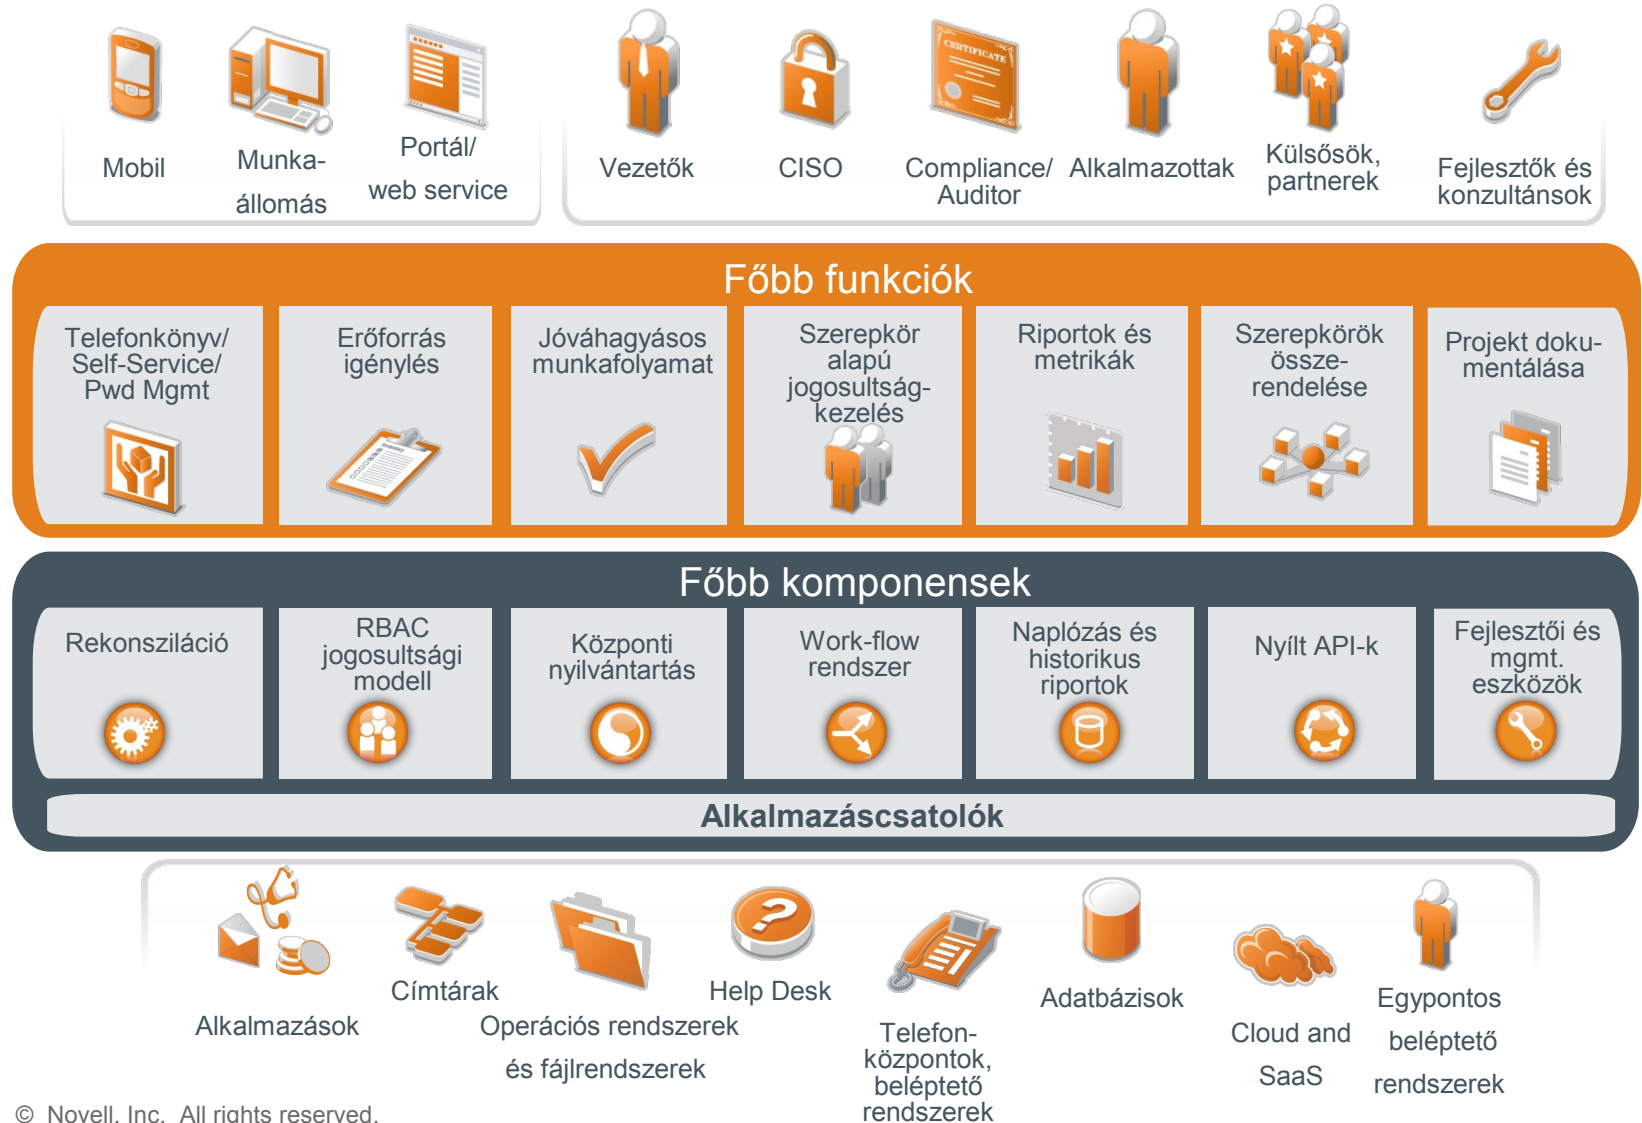 Mobil
Munka-
állomás
Portál/
web service
Vezetők
CISO
CERTIFICATE
Compliance/
Auditor
Alkalmazottak
Külsősök,
partnerek
Fejlesztők és
konzultánsok
Főbb funkciók
Telefonkönyv/
Self-Service/
Pwd Mgmt
Erőforrás
igénylés
Inventory
Jóváhagyásos
munkafolyamat
Szerepkör
alapú
jogosultság-
kezelés
Riportok és
metrikák
Szerepkörök
össze-
rendelése
Projekt doku-
mentálása
Főbb komponensek
Rekonsziláció
RBAC
jogosultsági
modell
Központi
nyilvántartás
Work-flow
rendszer
Naplózás és
historikus
riportok
Nyílt API-k
Fejlesztői és
mgmt.
eszközök
Alkalmazáscsatolók
Alkalmazások
Címtárak
Operációs rendszerek
és fájlrendszerek
Help Desk
Telefon-
központok,
beléptető
rendszerek
Adatbázisok
Cloud and
SaaS
Egypontos
beléptető
rendszerek
© Novell, Inc. All rights reserved.